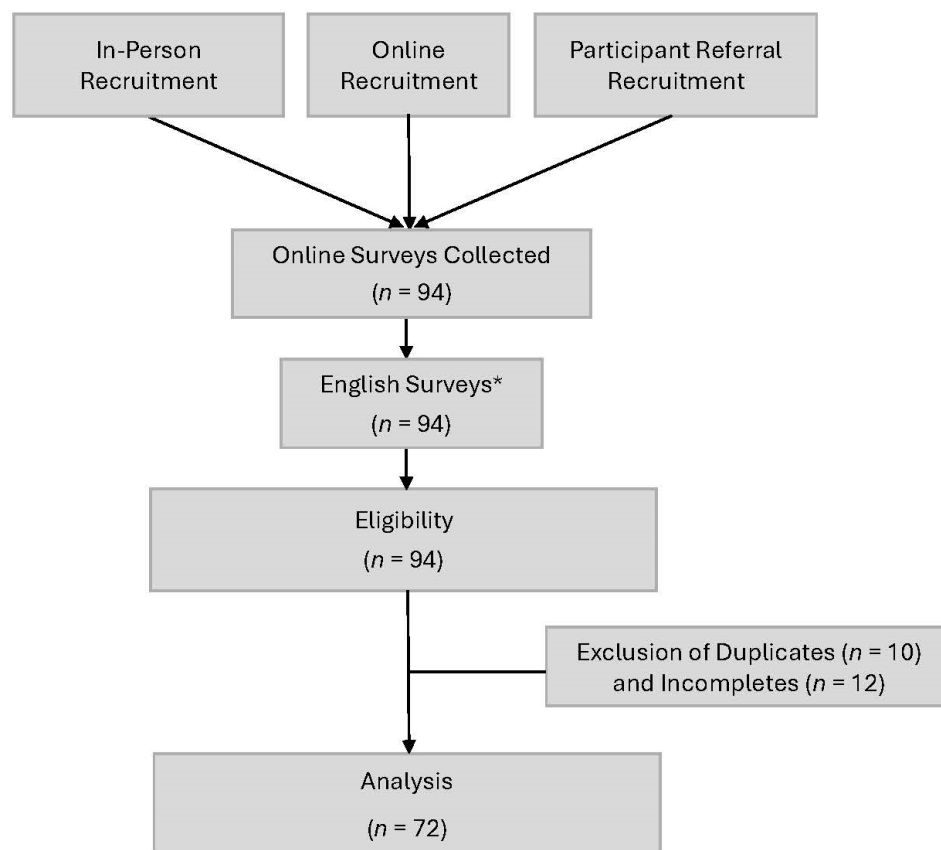 In-Person
Recruitment
Online
Recruitment
Participant Referral
Recruitment
Online Surveys Collected
(n = 94)
English Surveys*
(n = 94)
Eligibility
(n = 94)
Exclusion of Duplicates (n = 10)
and Incompletes (n = 12)
Analysis
(n = 72)